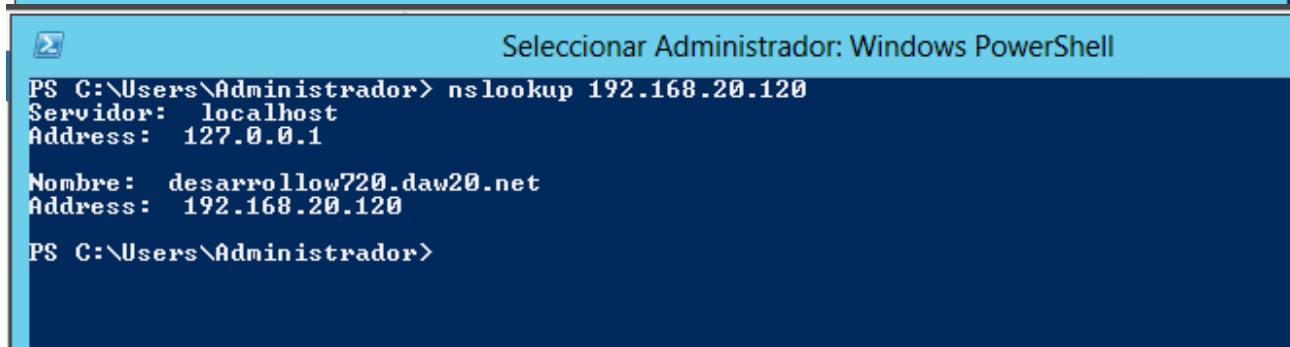 Seleccionar Administrador: Windows PowerShell
PS C:\Users\Administrador> nslookup 192.168.20.120
Servidor:  localhost
Address:  127.0.0.1
Nombre:  desarrollow720.daw20.net
Address:  192.168.20.120
PS C:\Users\Administrador>